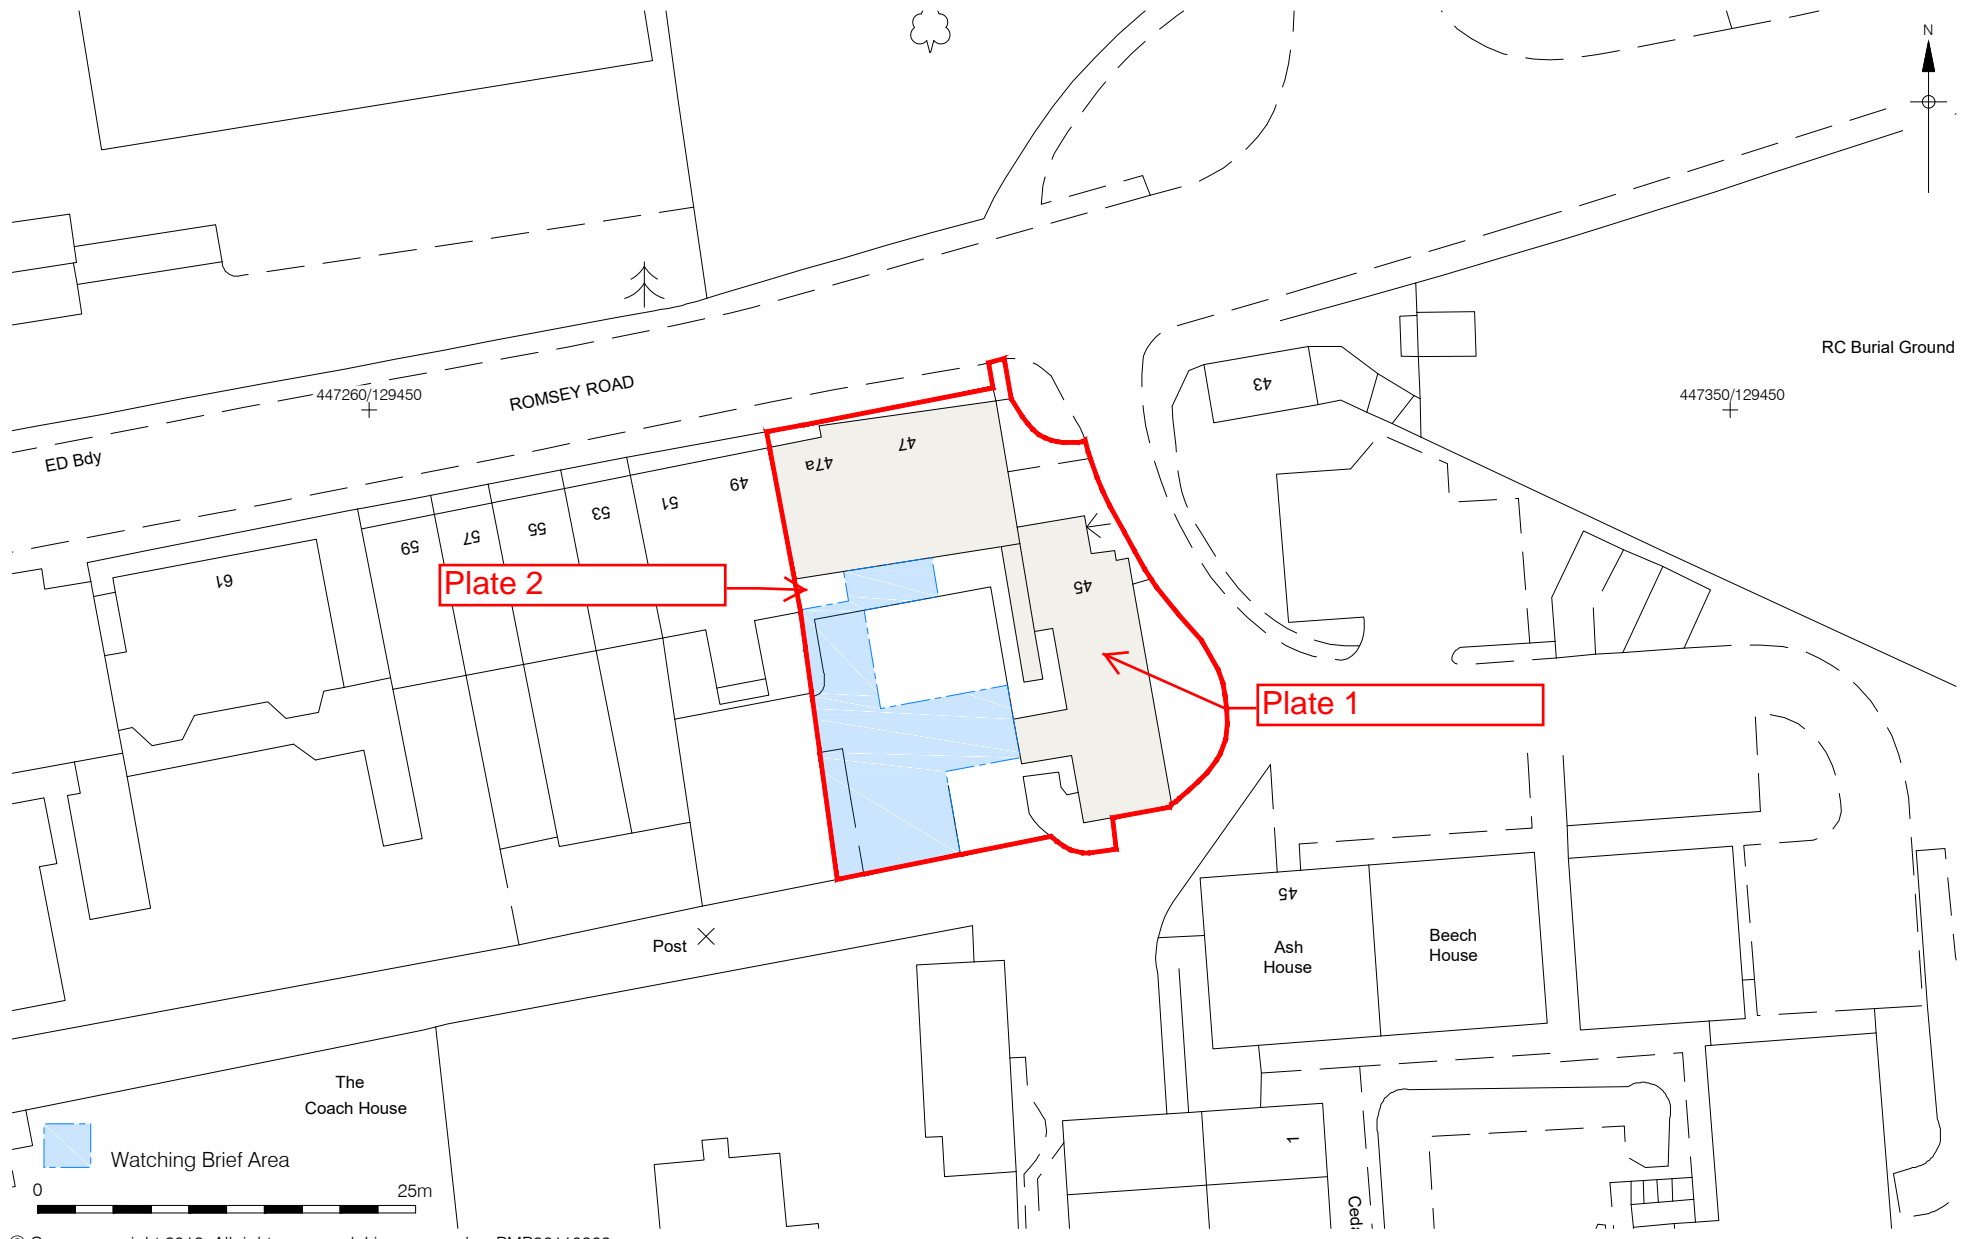 N
RC Burial Ground
43
447260/129450
447350/129450
ROMSEY ROAD
ED Bdy
47
47a
49
51
53
55
57
59
61
Plate 2
45
Plate 1
45
Ash
House
Beech
House
Post
The
Coach House
1
Watching Brief Area
0 25m